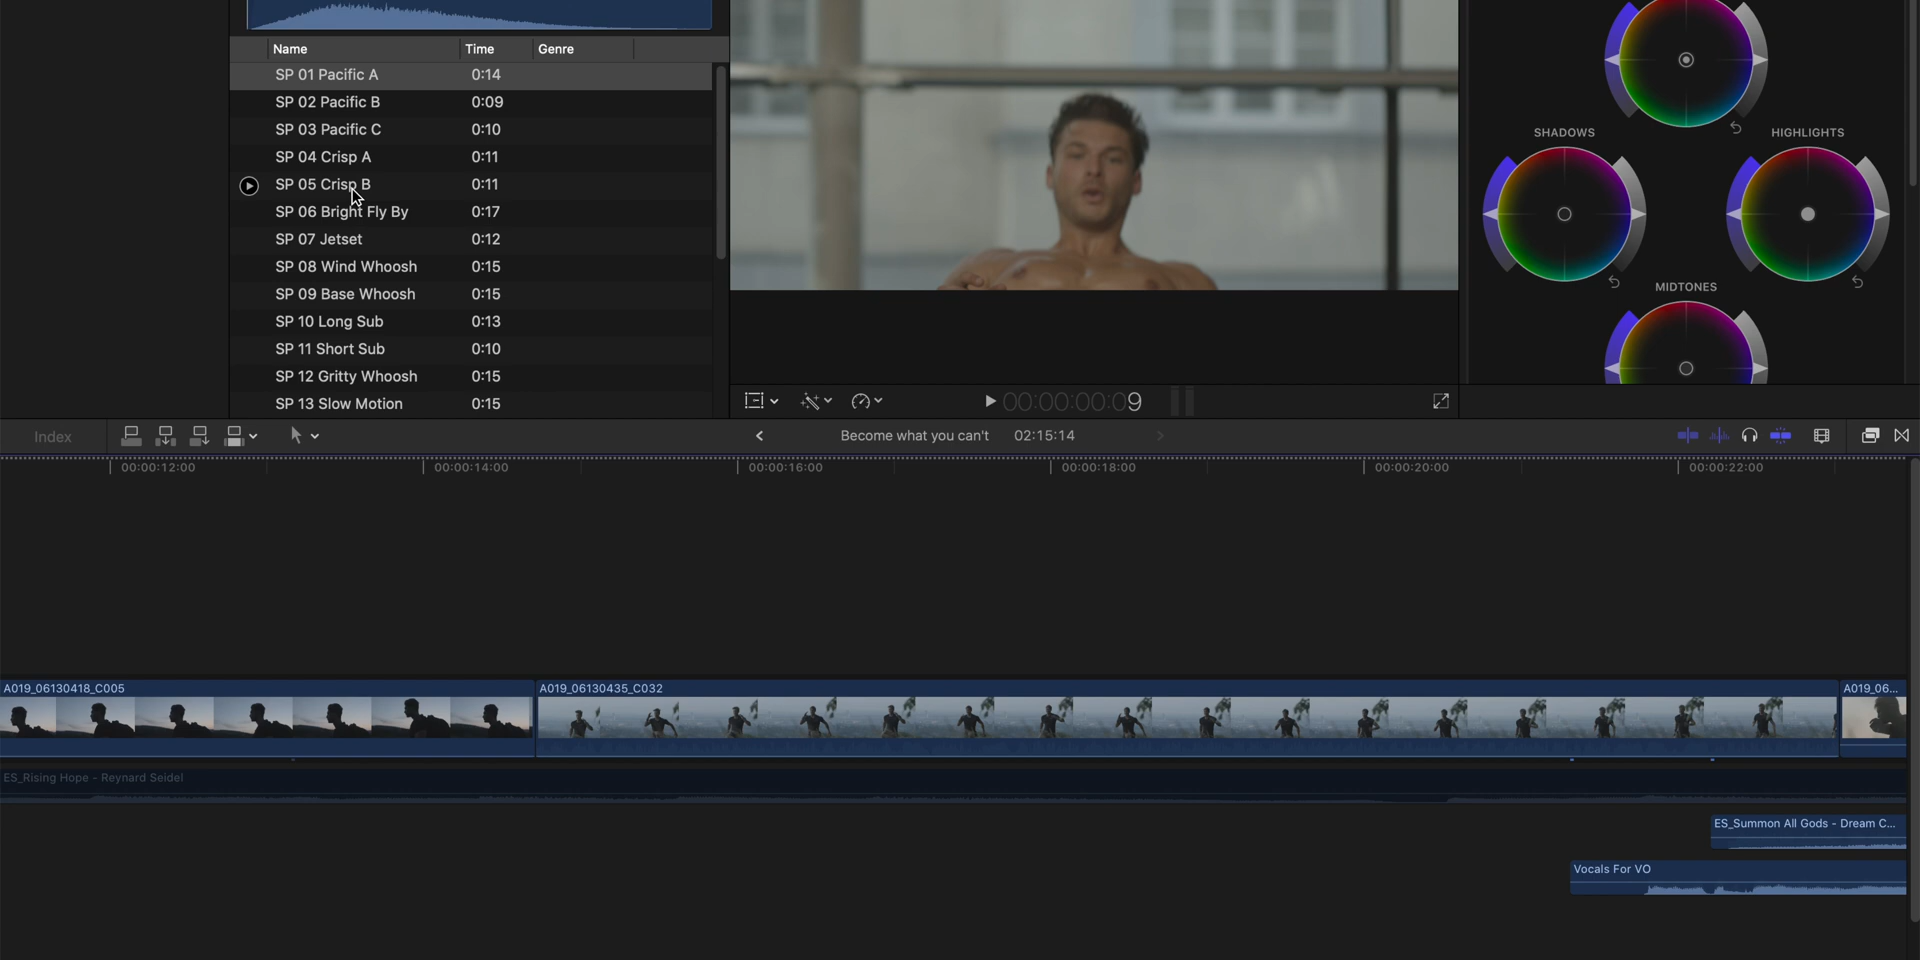 Name Time Genre
SP 01 Pacific A 0:14
SP 02 Pacific B 0:09
SP 03 Pacific C 0:10
SP 04 Crisp A 0:11
SP 05 Crisp B 0:11
SP 06 Bright Fly By 0:17
SP 07 Jetset 0:12
SP 08 Wind Whoosh 0:15
SP 09 Base Whoosh 0:15
SP 10 Long Sub 0:13
SP 11 Short Sub 0:10
SP 12 Gritty Whoosh 0:15
SP 13 Slow Motion 0:15
SHADOWS HIGHLIGHTS
MIDTONES
00:00:00:09
Index
Become what you can't 02:15:14
00:00:12:00 00:00:14:00 00:00:16:00 00:00:18:00 00:00:20:00 00:00:22:00
A019_06130418_C005 A019_06130435_C032 A019_06...
ES_Rising Hope - Reynard Seidel
ES_Summon All Gods - Dream C...
Vocals For VO